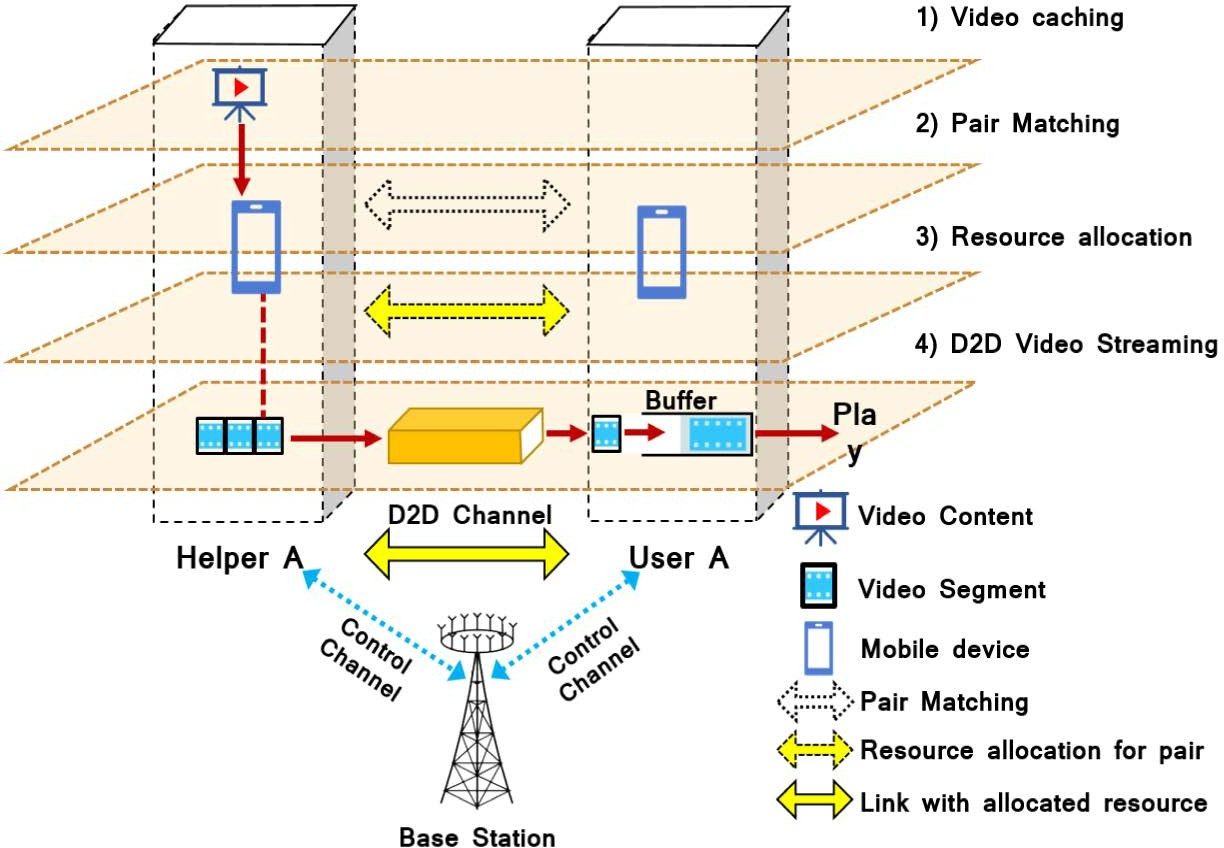 1) Video caching
2) Pair Matching
3) Resource allocation
4) D2D Video Streaming
Buffer
Pla
y
D2D Channel
Helper A
User A
Control
Channel
Control
Channel
Base Station
Video Content
Video Segment
Mobile device
Pair Matching
Resource allocation for pair
Link with allocated resource